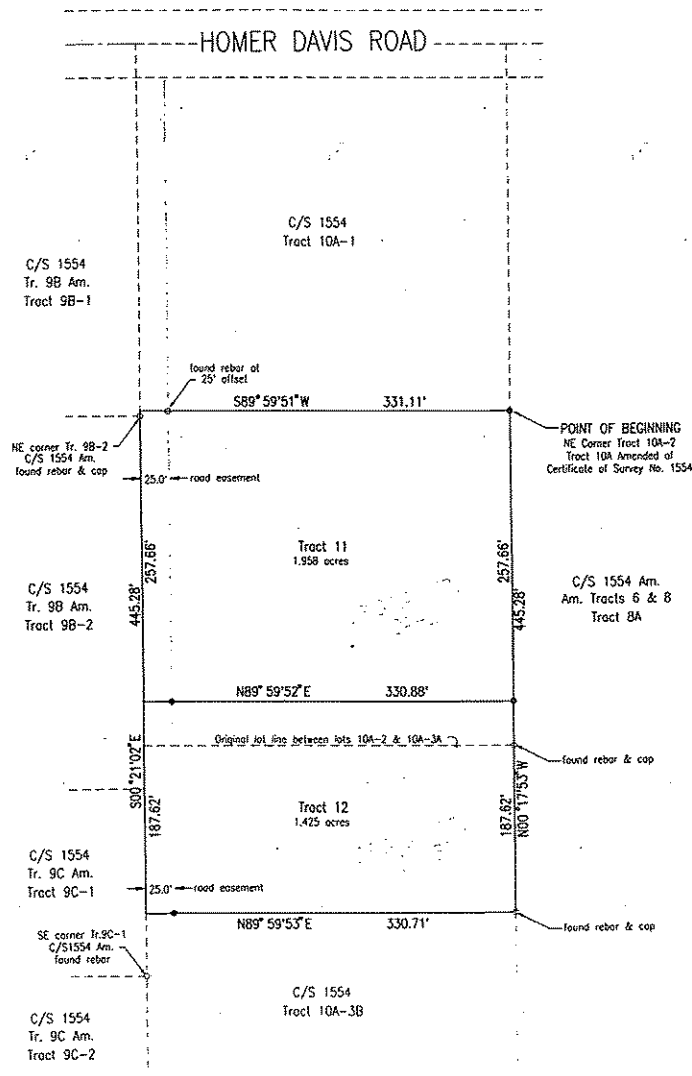 HOMER DAVIS ROAD
C/S 1554
Tract 10A-1
C/S 1554
Tr. 9B Am.
Tract 9B-1
found rebar at
25' offset
S89° 59'51" W 331.11'
POINT OF BEGINNING
NE Corner Tract 10A-2
Tract 10A Amended of
Certificate of Survey No. 1554
NE corner Tr. 9B-2
C/S 1554 Am.
found rebar & cap
25.0' road easement
Tract 11
1.958 acres
257.66'
445.28'
257.66'
445.28'
C/S 1554
Tr. 9B Am.
Tract 9B-2
C/S 1554 Am.
Am. Tracts 6 & 8
Tract 8A
N89° 59'52" E 330.88'
Original lot line between lots 10A-2 & 10A-3A
found rebar & cap
S00°21'02" E
187.62'
Tract 12
1.425 acres
187.62'
N00°17'53" W
C/S 1554
Tr. 9C Am.
Tract 9C-1
25.0' road easement
N89° 59'53" E 330.71'
found rebar & cap
SE corner Tr.9C-1
C/S1554 Am.
found rebar
C/S 1554
Tract 10A-3B
C/S 1554
Tr. 9C Am.
Tract 9C-2